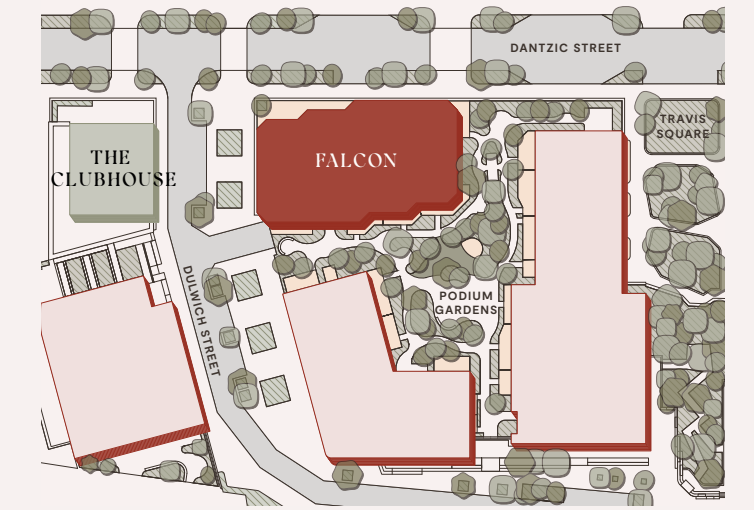 DANTZIC STREET
TRAVIS
SQUARE
THE
CLUBHOUSE
FALCON
DULWICH STREET
PODIUM
GARDENS